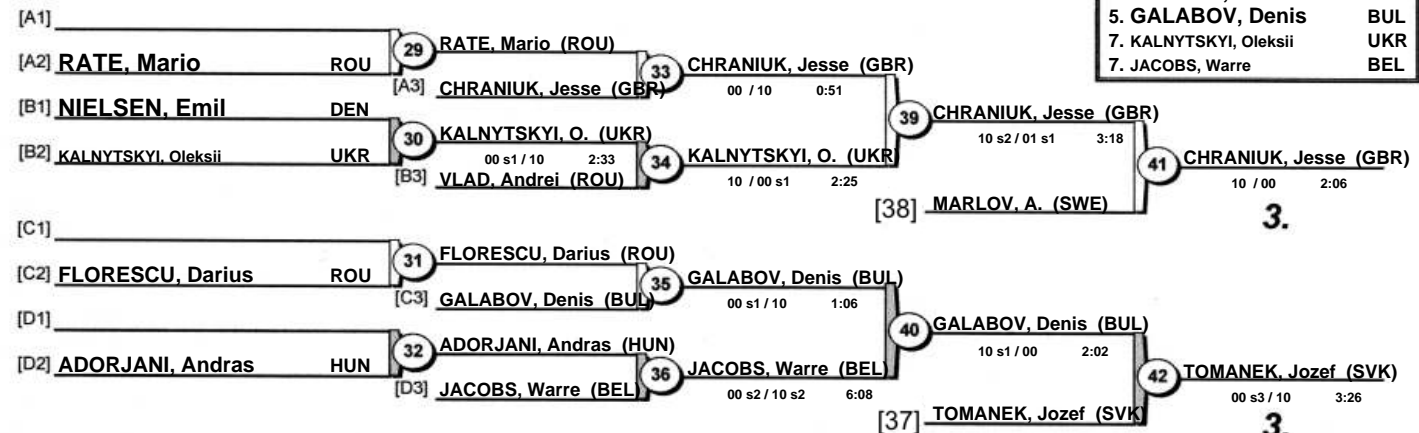 5. GALABOV, Denis BUL
7. KALNYTSKYI, Oleksii UKR
7. JACOBS, Warre BEL
[A1]
[A2] RATE, Mario ROU
29 RATE, Mario (ROU)
[A3] CHRANIUK, Jesse (GBR)
33 CHRANIUK, Jesse (GBR)
00 / 10 0:51
[B1] NIELSEN, Emil DEN
[B2] KALNYTSKYI, Oleksii UKR
30 KALNYTSKYI, O. (UKR)
00 s1 / 10 2:33
[B3] VLAD, Andrei (ROU)
34 KALNYTSKYI, O. (UKR)
10 / 00 s1 2:25
39 CHRANIUK, Jesse (GBR)
10 s2 / 01 s1 3:18
[38] MARLOV, A. (SWE)
41 CHRANIUK, Jesse (GBR)
10 / 00 2:06
3.
[C1]
[C2] FLORESCU, Darius ROU
31 FLORESCU, Darius (ROU)
[C3] GALABOV, Denis (BUL)
35 GALABOV, Denis (BUL)
00 s1 / 10 1:06
[D1]
[D2] ADORJANI, Andras HUN
32 ADORJANI, Andras (HUN)
[D3] JACOBS, Warre (BEL)
36 JACOBS, Warre (BEL)
00 s2 / 10 s2 6:08
40 GALABOV, Denis (BUL)
10 s1 / 00 2:02
[37] TOMANEK, Jozef (SVK)
42 TOMANEK, Jozef (SVK)
00 s3 / 10 3:26
3.